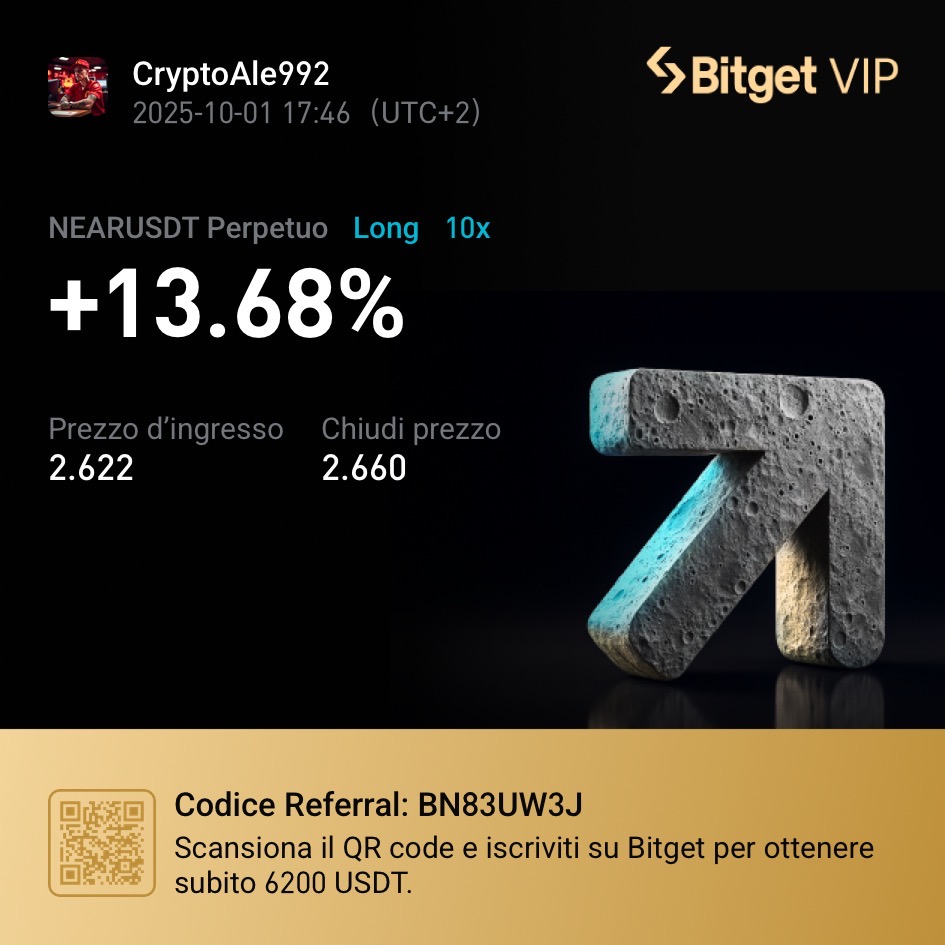 CryptoAle992
2025-10-01 17:46 (UTC+2)
Bitget VIP
NEARUSDT Perpetuo Long 10x
+13.68%
Prezzo d’ingresso Chiudi prezzo
2.622 2.660
Codice Referral: BN83UW3J
Scansiona il QR code e iscriviti su Bitget per ottenere
subito 6200 USDT.